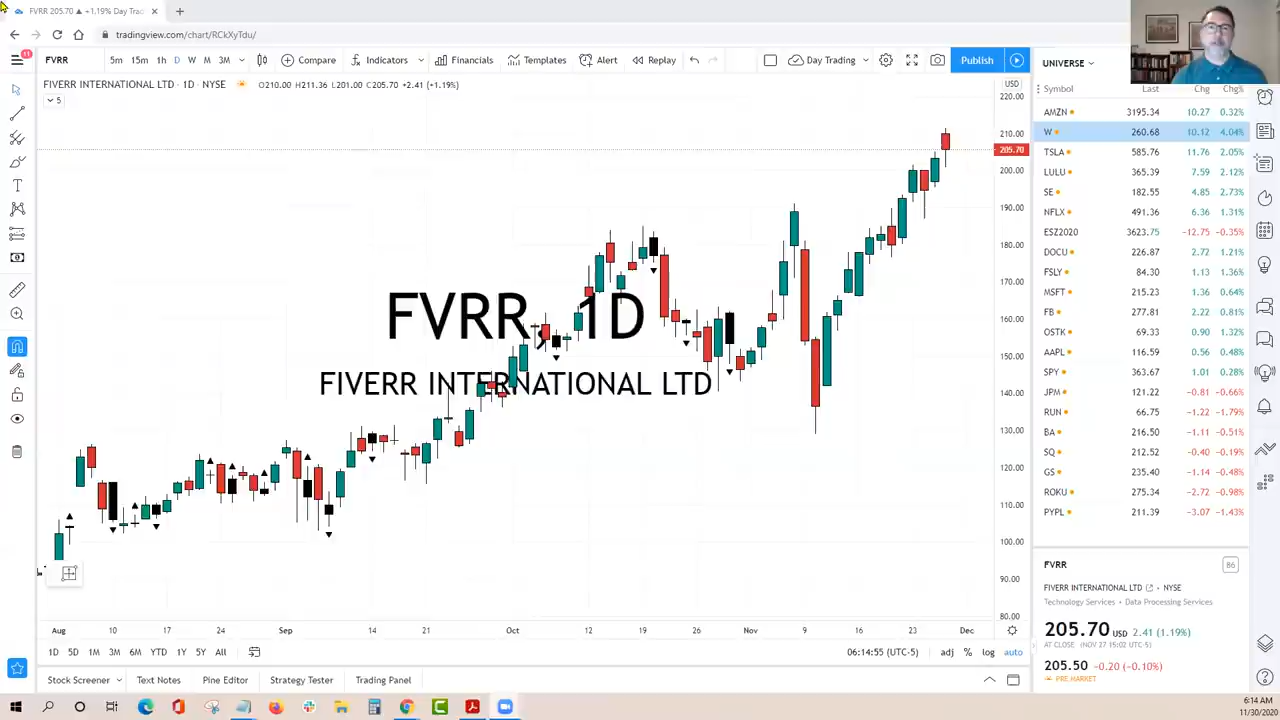 FVRR 205.70 ▲ +1.19% Day Trad
tradingview.com/chart/RCkXyTdu/
11
FVRR 5m 15m 1h D W M 3M Compare Indicators Financials Templates Alert Replay Day Trading Publish
UNIVERSE
FIVERR INTERNATIONAL LTD · 1D · NYSE O210.00 H211.36 L201.00 C205.70 +2.41 (+1.19%)
5
USD
Symbol Last Chg Chg%
220.00
210.00
205.70
200.00
190.00
180.00
170.00
160.00
150.00
140.00
130.00
120.00
110.00
100.00
90.00
80.00
FVRR, 1D
FIVERR INTERNATIONAL LTD
AMZN 3195.34 10.27 0.32%
W 260.68 10.12 4.04%
TSLA 585.76 11.76 2.05%
LULU 365.39 7.59 2.12%
SE 182.55 4.85 2.73%
NFLX 491.36 6.36 1.31%
ESZ2020 3623.75 −12.75 −0.35%
DOCU 226.87 2.72 1.21%
FSLY 84.30 1.13 1.36%
MSFT 215.23 1.36 0.64%
FB 277.81 2.22 0.81%
OSTK 69.33 0.90 1.32%
AAPL 116.59 0.56 0.48%
SPY 363.67 1.01 0.28%
JPM 121.22 −0.81 −0.66%
RUN 66.75 −1.22 −1.79%
BA 216.50 −1.11 −0.51%
SQ 212.52 −0.40 −0.19%
GS 235.40 −1.14 −0.48%
ROKU 275.34 −2.72 −0.98%
PYPL 211.39 −3.07 −1.43%
FVRR 86
FIVERR INTERNATIONAL LTD · NYSE
Technology Services · Data Processing Services
205.70 USD 2.41 (1.19%)
AT CLOSE (NOV 27 15:02 UTC-5)
205.50 −0.20 (−0.10%)
PRE MARKET
Aug 10 17 24 Sep 14 21 Oct 12 19 26 Nov 9 16 23 Dec
1D 5D 1M 3M 6M YTD 1Y 5Y All
06:14:55 (UTC-5) adj % log auto
Stock Screener Text Notes Pine Editor Strategy Tester Trading Panel
6:14 AM
11/30/2020